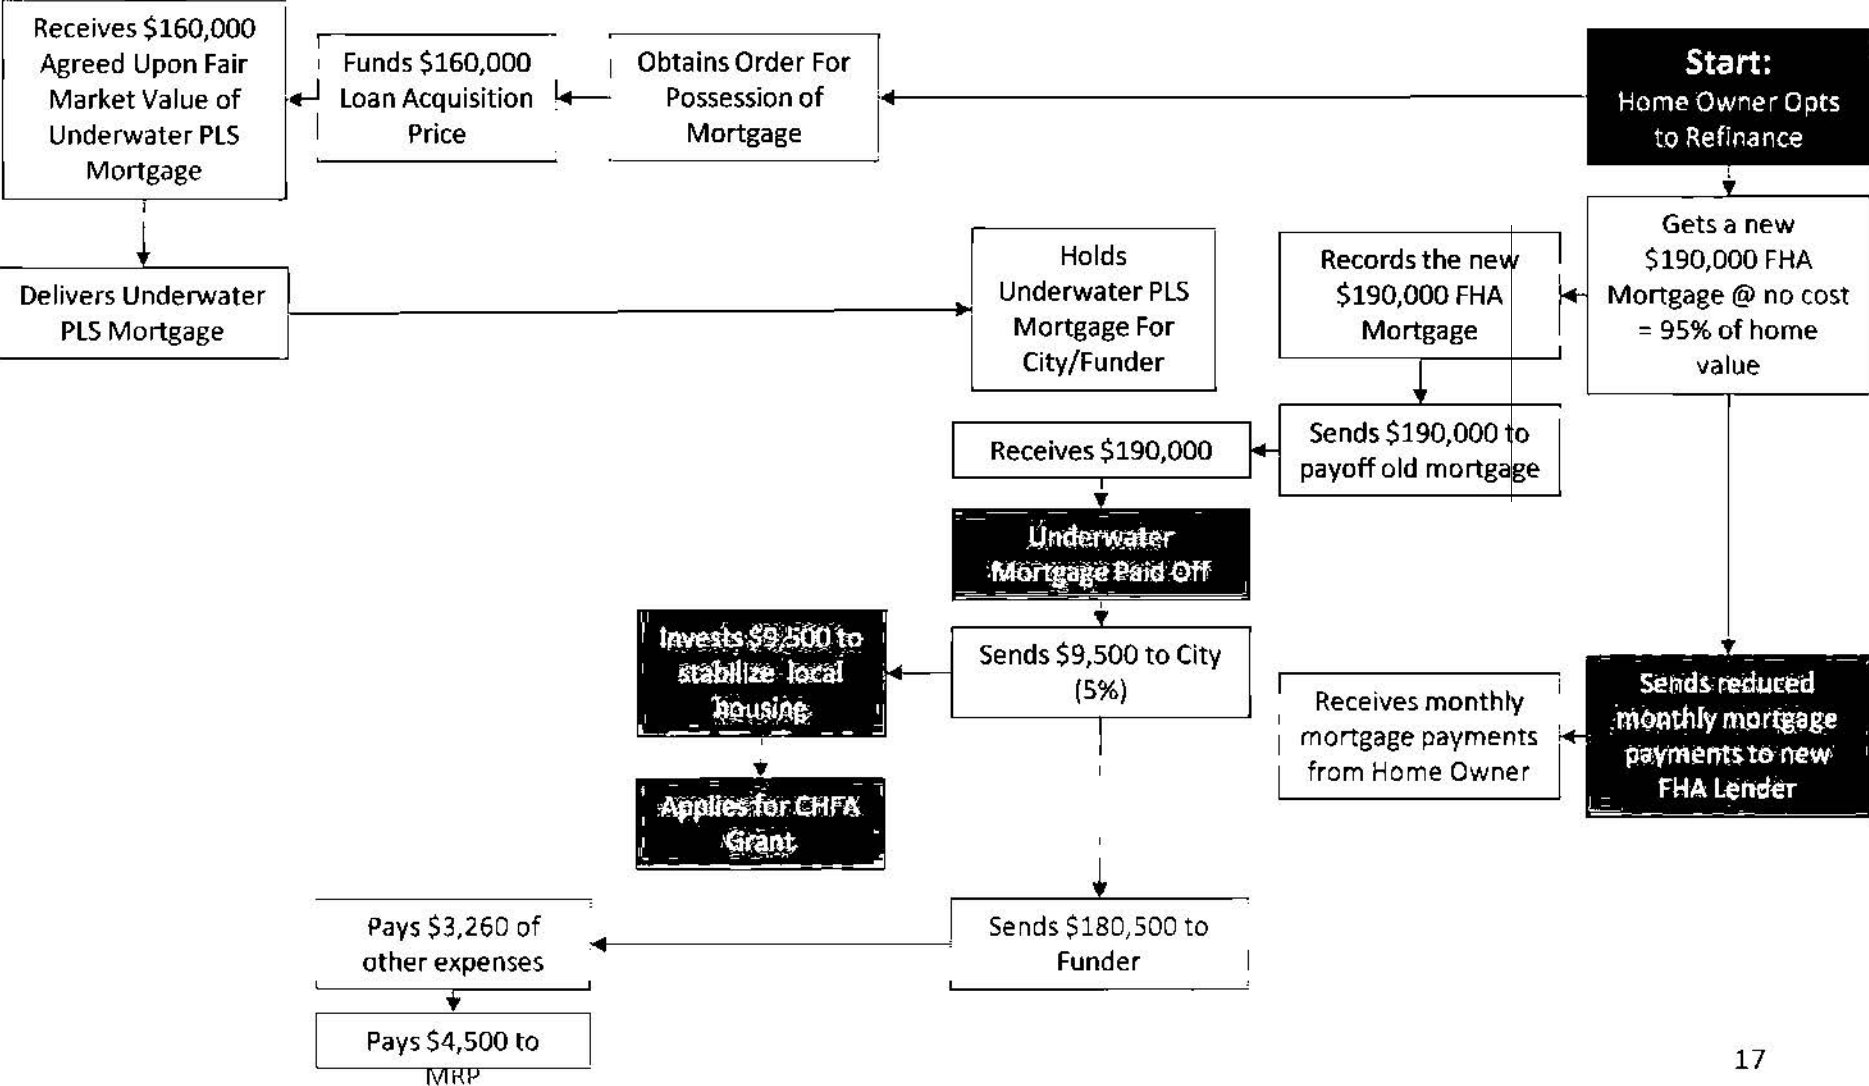 Receives $160,000
Agreed Upon Fair
Market Value of
Underwater PLS
Mortgage
Funds $160,000
Loan Acquisition
Price
Obtains Order For
Possession of
Mortgage
Start:
Home Owner Opts
to Refinance
Delivers Underwater
PLS Mortgage
Holds
Underwater PLS
Mortgage For
City/Funder
Records the new
$190,000 FHA
Mortgage
Gets a new
$190,000 FHA
Mortgage @ no cost
= 95% of home
value
Receives $190,000
Sends $190,000 to
payoff old mortgage
Underwater
Mortgage Paid Off
Invests $9,500 to
stabilize local
housing
Sends $9,500 to City
(5%)
Receives monthly
mortgage payments
from Home Owner
Sends reduced
monthly mortgage
payments to new
FHA Lender
Applies for CHFA
Grant
Pays $3,260 of
other expenses
Sends $180,500 to
Funder
Pays $4,500 to
MRP
17